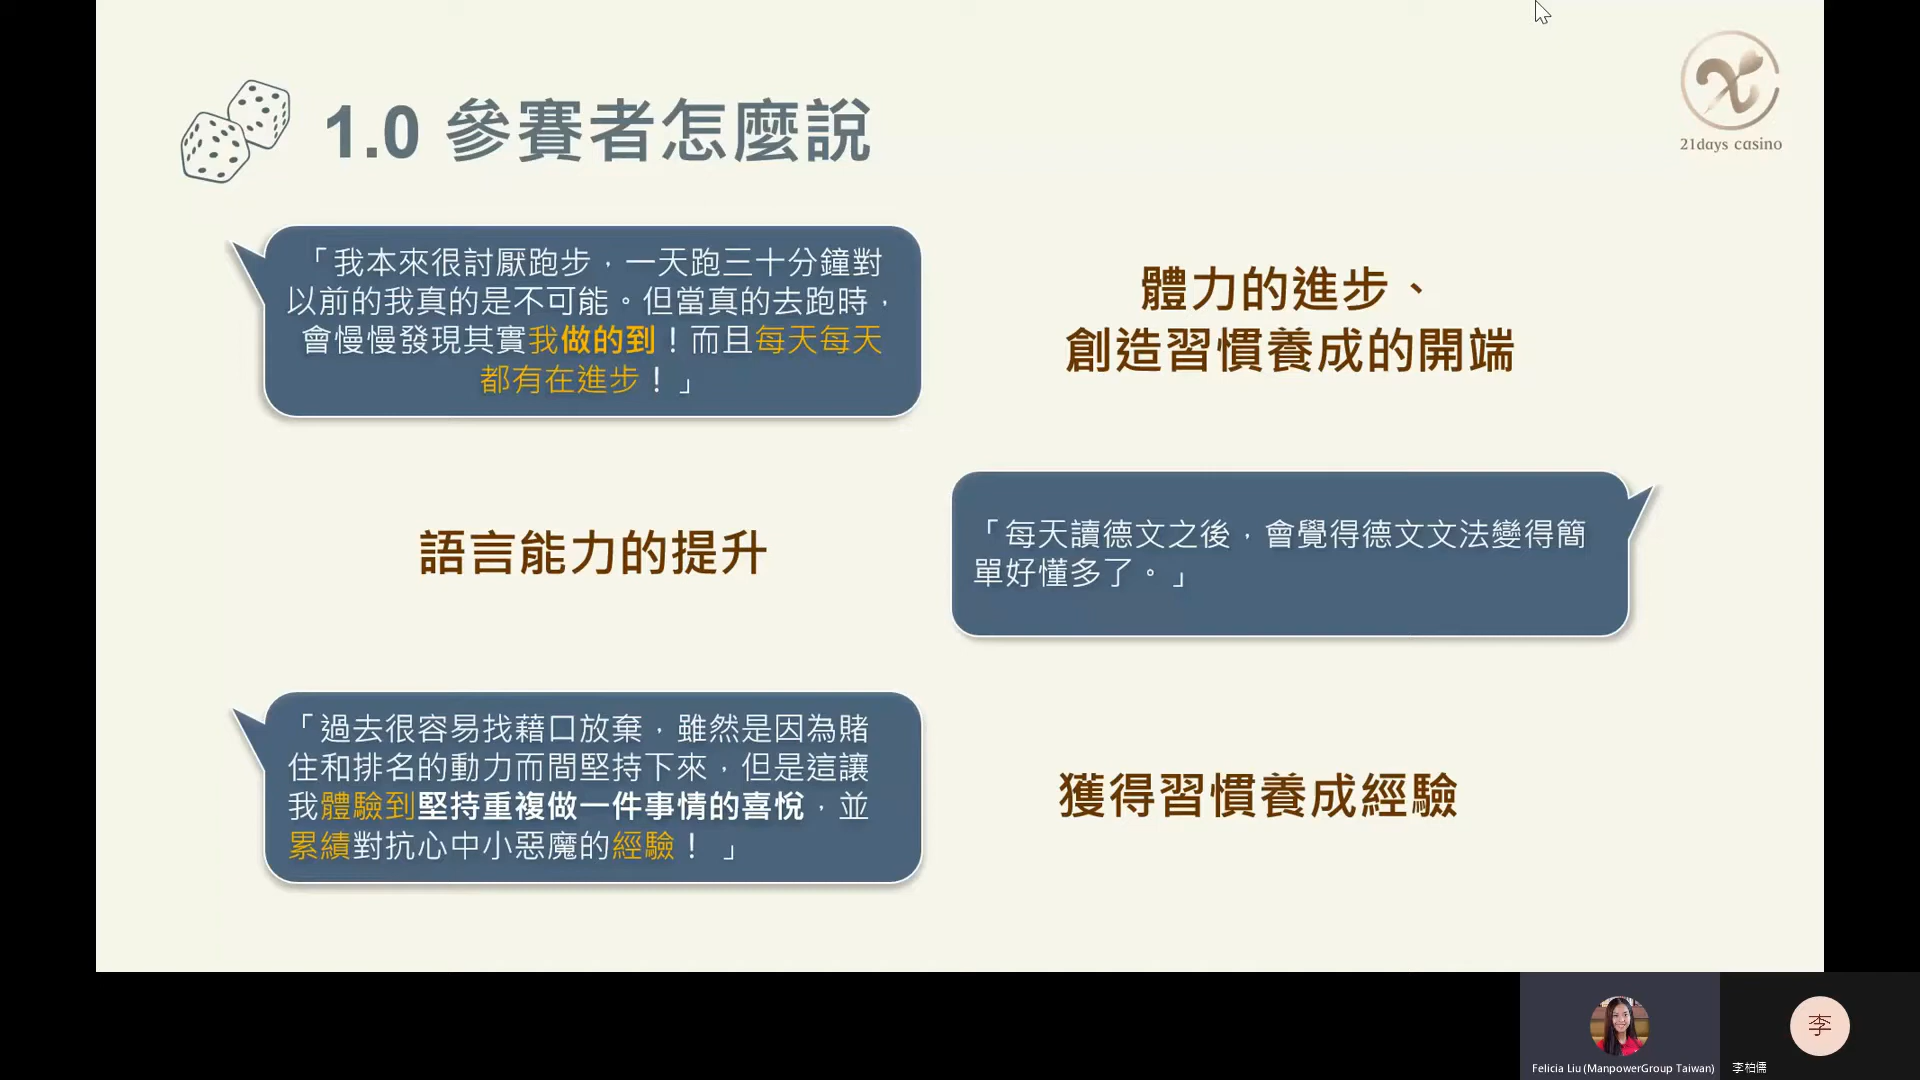 1.0 參賽者怎麼說
21days casino
「我本來很討厭跑步，一天跑三十分鐘對
以前的我真的是不可能。但當真的去跑時，
會慢慢發現其實我做的到！而且每天每天
都有在進步！」
體力的進步、
創造習慣養成的開端
語言能力的提升
「每天讀德文之後，會覺得德文文法變得簡
單好懂多了。」
「過去很容易找藉口放棄，雖然是因為賭
住和排名的動力而間堅持下來，但是這讓
我體驗到堅持重複做一件事情的喜悅，並
累績對抗心中小惡魔的經驗！ 」
獲得習慣養成經驗
李
Felicia Liu (ManpowerGroup Taiwan)
李柏儒